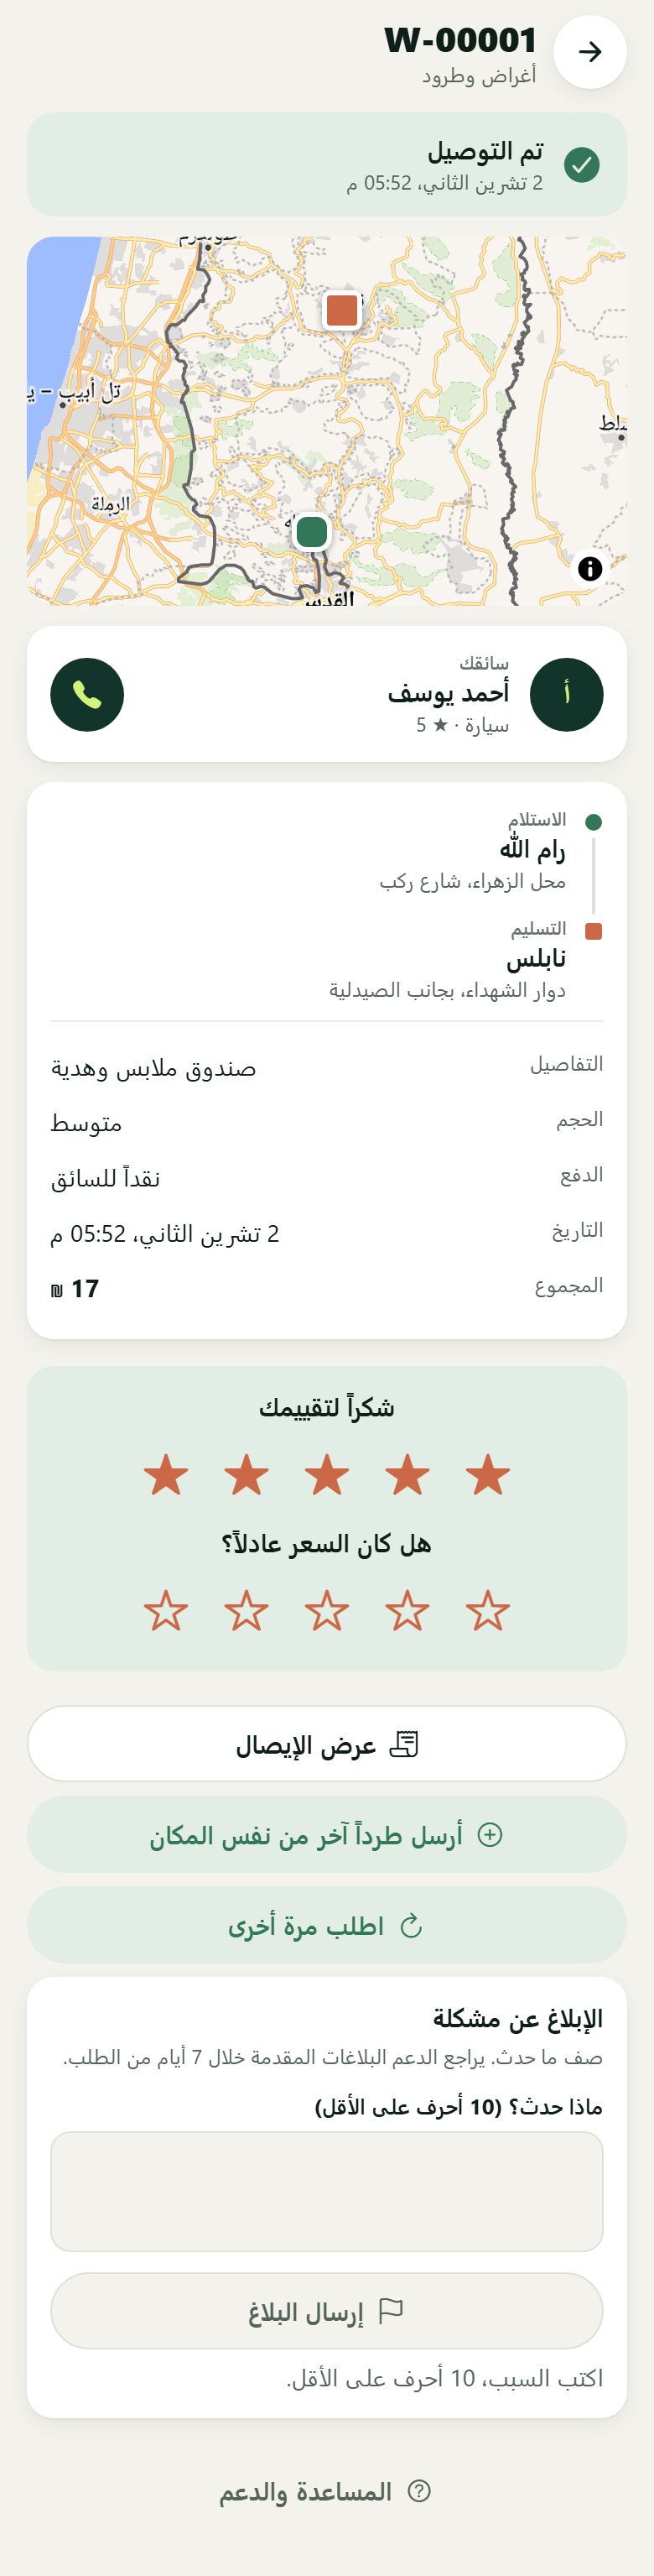 W-00001
أغراض وطرود
تم التوصيل
2 تشرين الثاني، 05:52 م
تل أبيب – ي
الرملة
القدس
سائقك
أحمد يوسف
سيارة · ★ 5
أ
الاستلام
رام الله
محل الزهراء، شارع ركب
التسليم
نابلس
دوار الشهداء، بجانب الصيدلية
التفاصيل صندوق ملابس وهدية
الحجم متوسط
الدفع نقداً للسائق
التاريخ 2 تشرين الثاني، 05:52 م
المجموع 17 ₪
شكراً لتقييمك
هل كان السعر عادلاً؟
عرض الإيصال
أرسل طرداً آخر من نفس المكان
اطلب مرة أخرى
الإبلاغ عن مشكلة
صف ما حدث. يراجع الدعم البلاغات المقدمة خلال 7 أيام من الطلب.
ماذا حدث؟ (10 أحرف على الأقل)
إرسال البلاغ
اكتب السبب، 10 أحرف على الأقل.
المساعدة والدعم